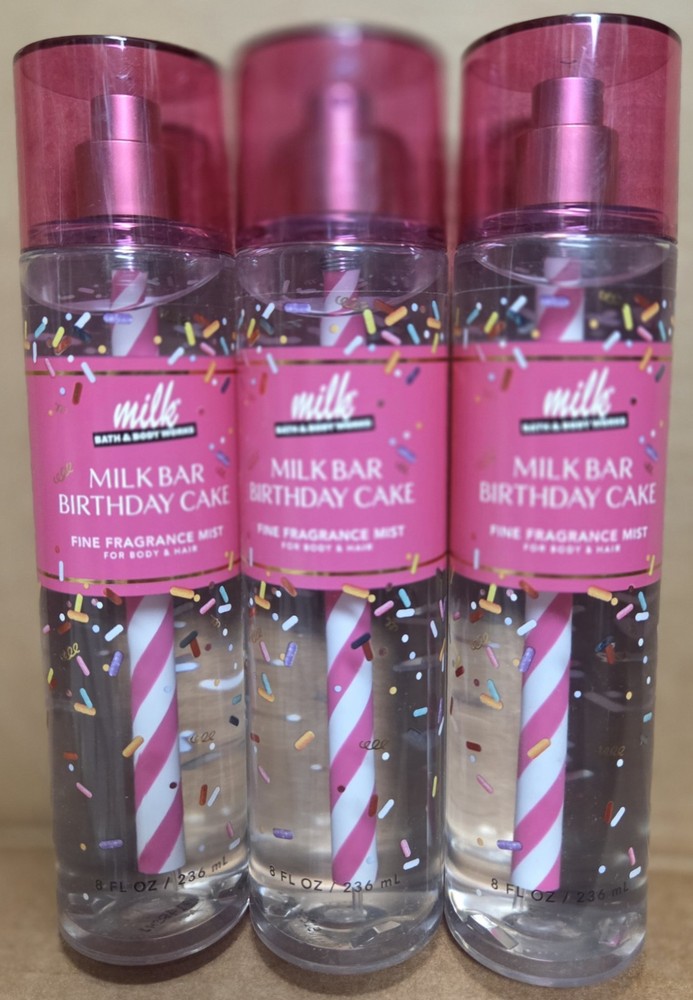 milk
BATH & BODY WORKS
MILK BAR
BIRTHDAY CAKE
FINE FRAGRANCE MIST
FOR BODY & HAIR
8 FL OZ / 236 mL
milk
BATH & BODY WORKS
MILK BAR
BIRTHDAY CAKE
FINE FRAGRANCE MIST
FOR BODY & HAIR
8 FL OZ / 236 mL
milk
BATH & BODY WORKS
MILK BAR
BIRTHDAY CAKE
FINE FRAGRANCE MIST
FOR BODY & HAIR
8 FL OZ / 236 mL